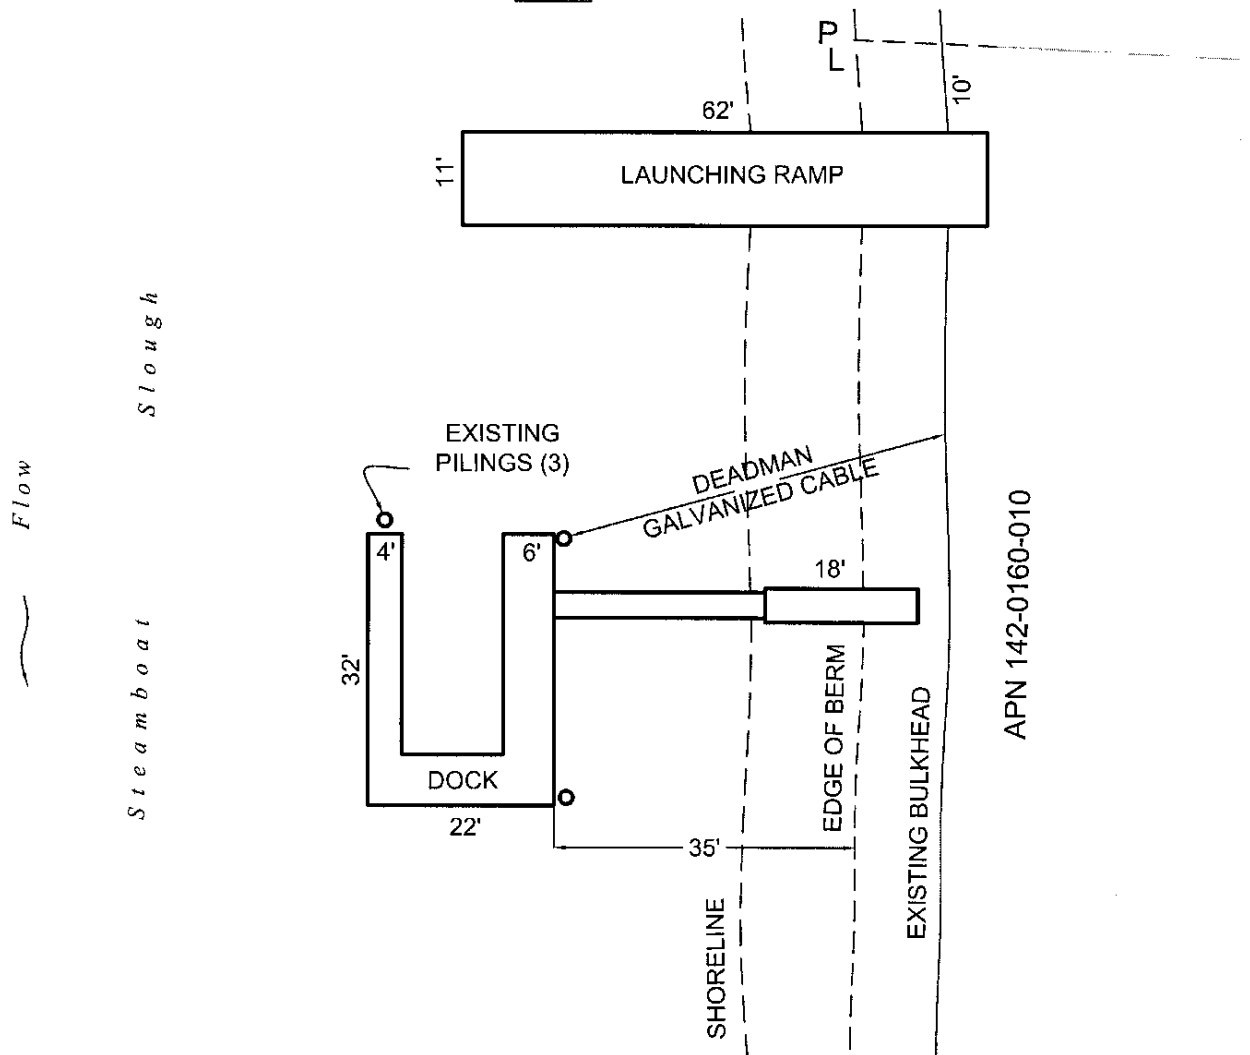 P
L
10'
62'
11'
LAUNCHING RAMP
Slough
Steamboat
Flow
EXISTING
PILINGS (3)
DEADMAN
GALVANIZED CABLE
4'
6'
18'
32'
DOCK
22'
35'
EDGE OF BERM
EXISTING BULKHEAD
SHORELINE
APN 142-0160-010